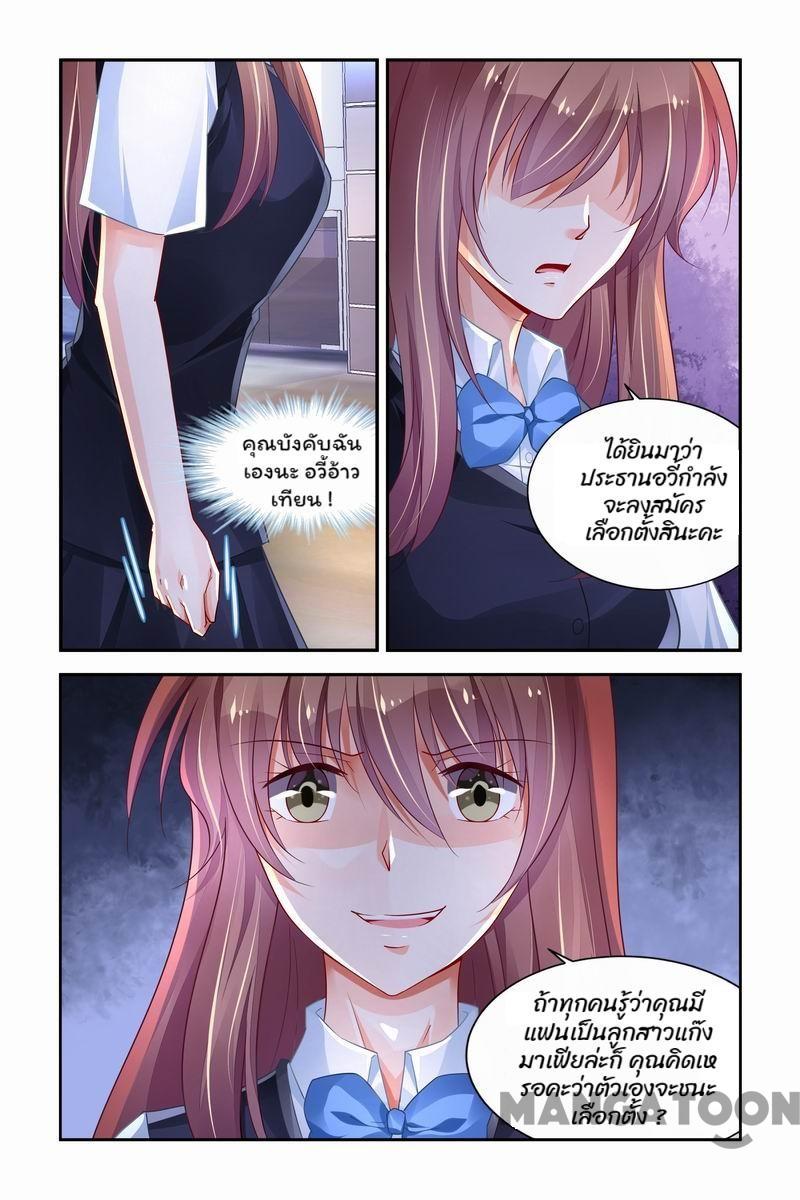 คุณบังคับฉัน
เองนะ อวี้อ้าว
เทียน !
ได้ยินมาว่า
ประธานอวี้กำลัง
จะลงสมัคร
เลือกตั้งสินะคะ
ถ้าทุกคนรู้ว่าคุณมี
แฟนเป็นลูกสาวแก๊ง
มาเฟียล่ะก็ คุณคิดเห
รอคะว่าตัวเองจะชนะ
เลือกตั้ง ?
MANGATOON